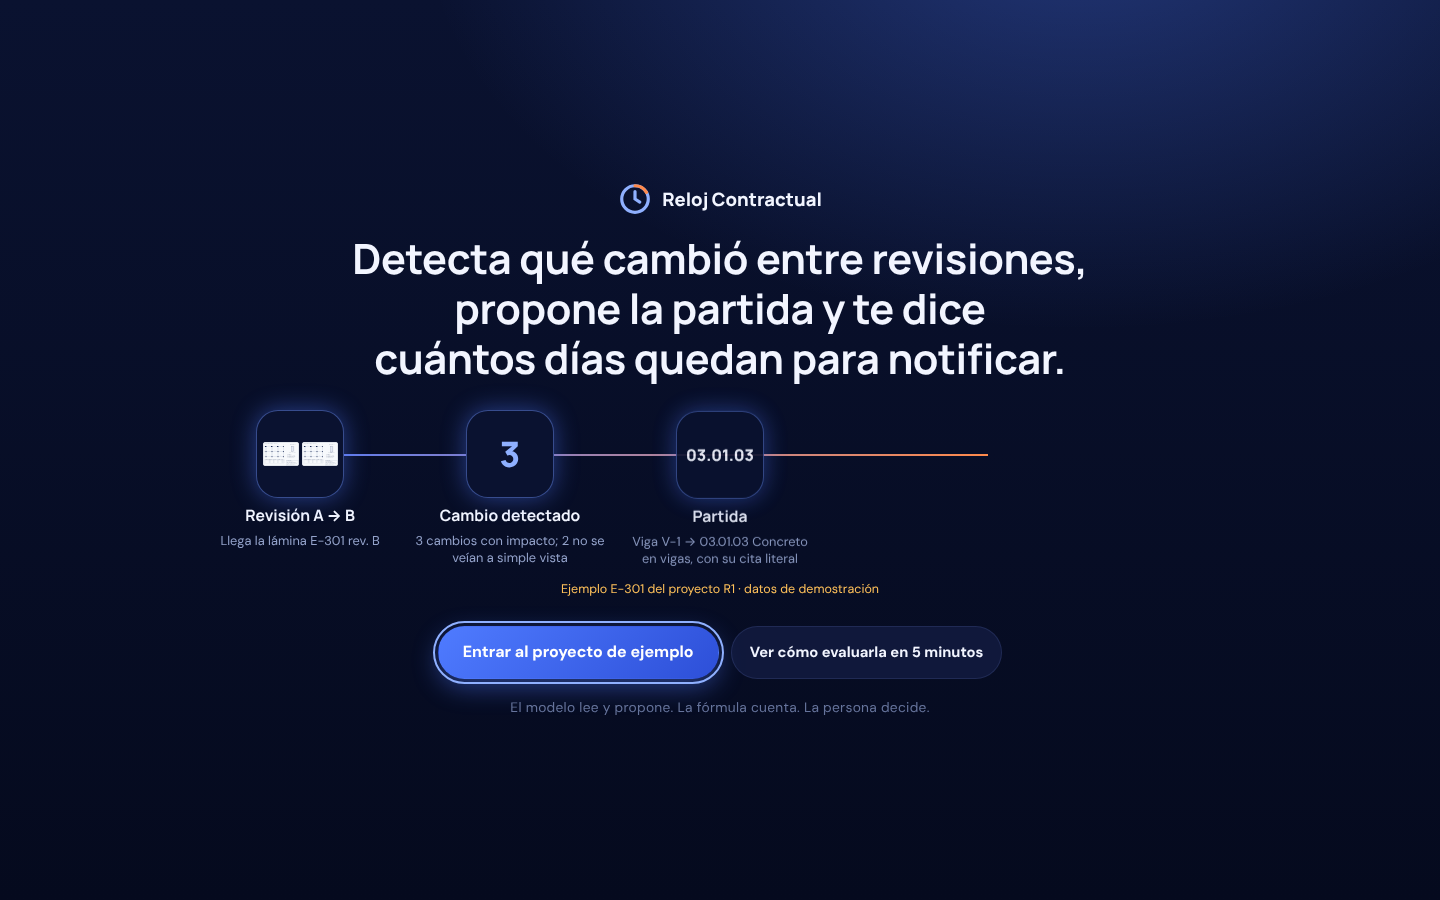 Reloj Contractual
Detecta qué cambió entre revisiones,
propone la partida y te dice
cuántos días quedan para notificar.
3
03.01.03
Revisión A → B
Llega la lámina E-301 rev. B
Cambio detectado
3 cambios con impacto; 2 no se
veían a simple vista
Partida
Viga V-1 → 03.01.03 Concreto
en vigas, con su cita literal
Ejemplo E-301 del proyecto R1 · datos de demostración
Entrar al proyecto de ejemplo
Ver cómo evaluarla en 5 minutos
El modelo lee y propone. La fórmula cuenta. La persona decide.